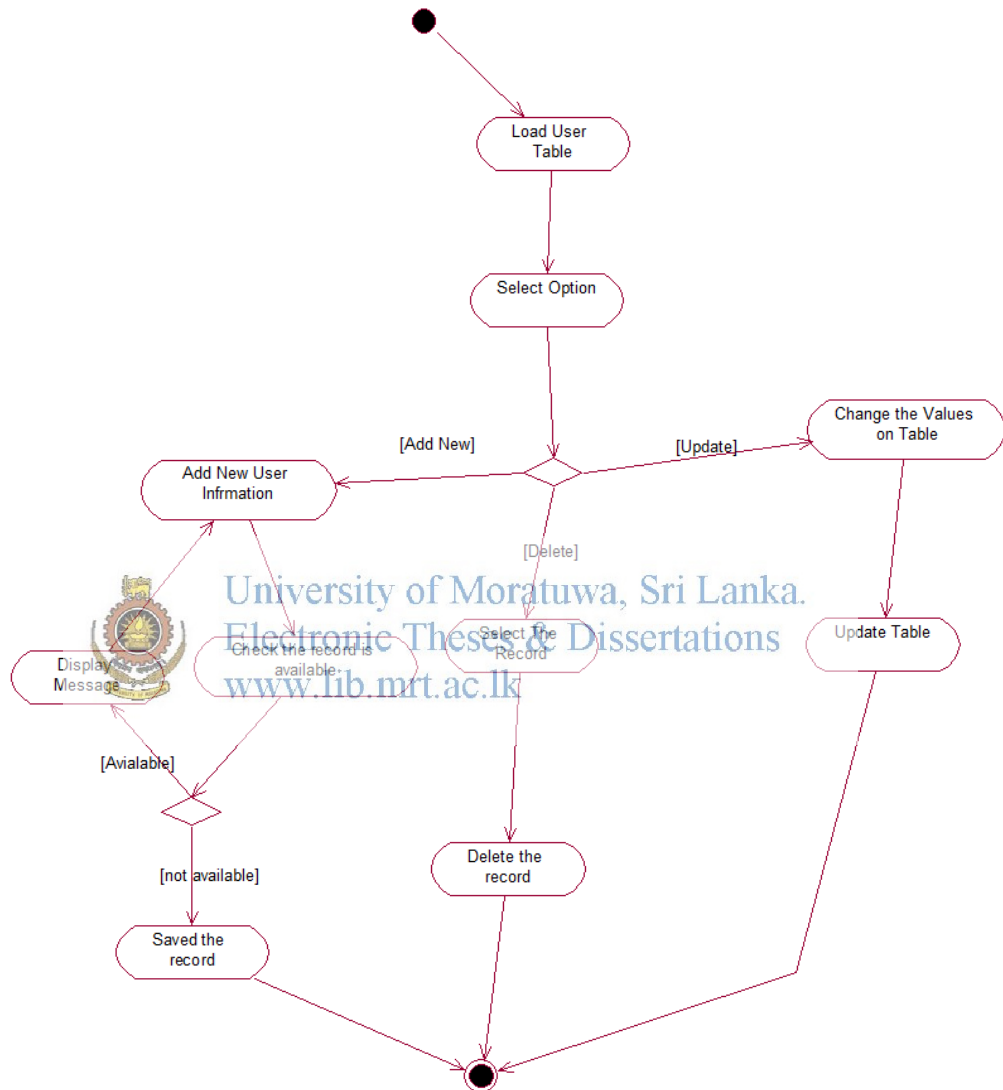 Load User
Table
Select Option
Change the Values
on Table
[Add New]
[Update]
Add New User
Infrmation
[Delete]
University of Moratuwa, Sri Lanka.
Electronic Theses & Dissertations
www.lib.mrt.ac.lk
Select The
Record
Update Table
Check the record is
available
Display
Message
[Avialable]
Delete the
record
[not available]
Saved the
record